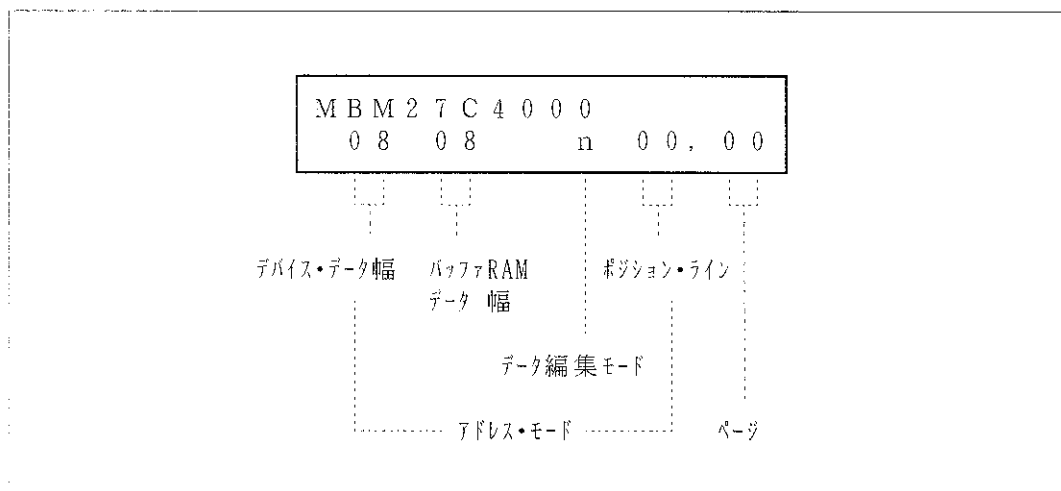 MBM27C4000
08 08 n 00, 00
デバイス・データ幅 バッファRAM ポジション・ライン
データ 幅
データ編集モード
アドレス・モード ページ